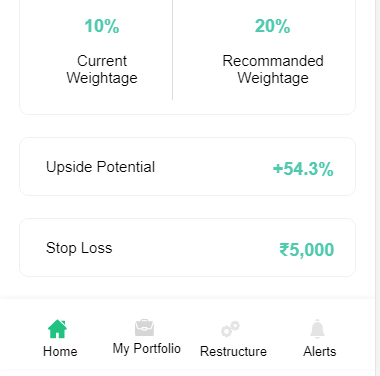 10%
20%
Current
Weightage
Recommanded
Weightage
Upside Potential
+54.3%
Stop Loss
₹5,000
Home
My Portfolio
Restructure
Alerts